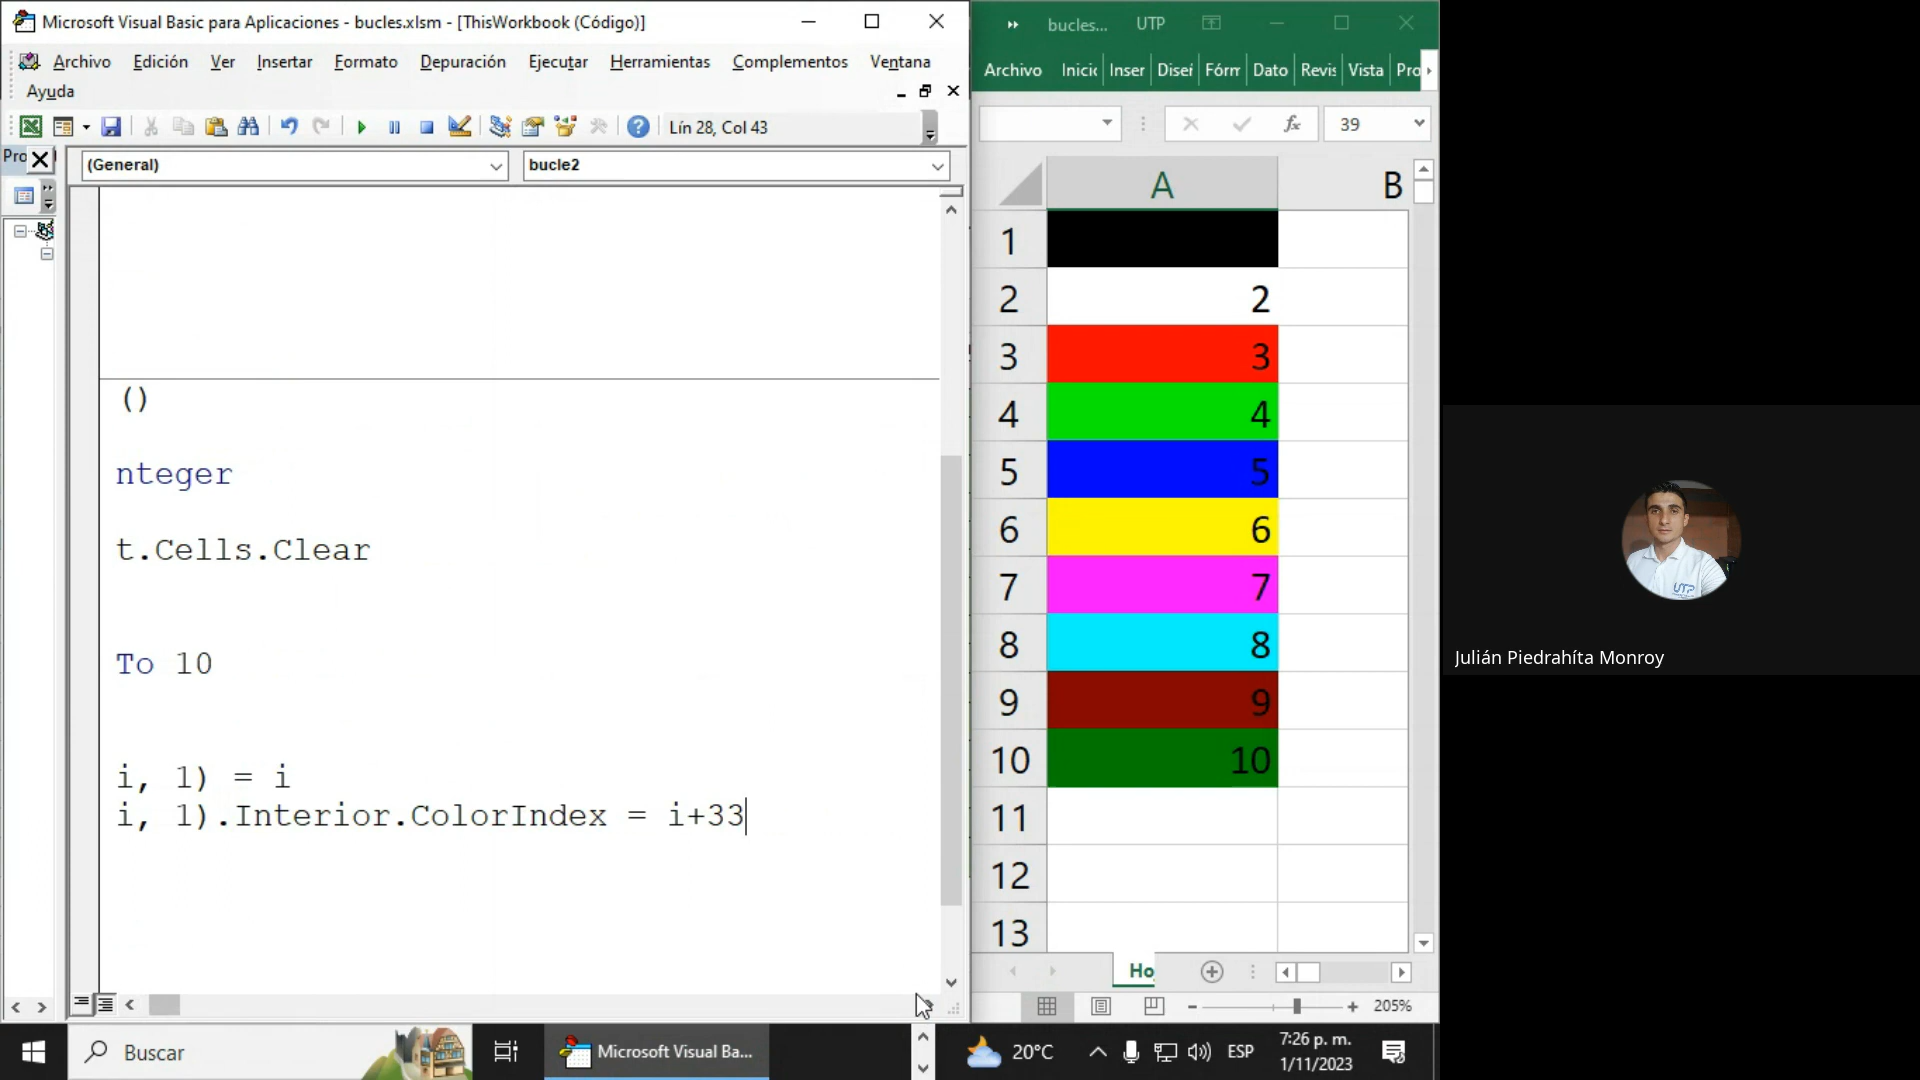 Microsoft Visual Basic para Aplicaciones - bucles.xlsm - [ThisWorkbook (Código)]
Archivo Edición Ver Insertar Formato Depuración Ejecutar Herramientas Complementos Ventana
Ayuda
Lín 28, Col 43
Pro
(General)
bucle2
()
nteger
t.Cells.Clear
To 10
i, 1) = i
i, 1).Interior.ColorIndex = i+33
bucles...
UTP
Archivo Inicic Inser Diseí Fórm Dato Revis Vista Pro
fx
39
A B
1
2 2
3 3
4 4
5 5
6 6
7 7
8 8
9 9
10 10
11
12
13
Ho
205%
Julián Piedrahíta Monroy
Buscar
Microsoft Visual Ba...
20°C
ESP
7:26 p. m.
1/11/2023